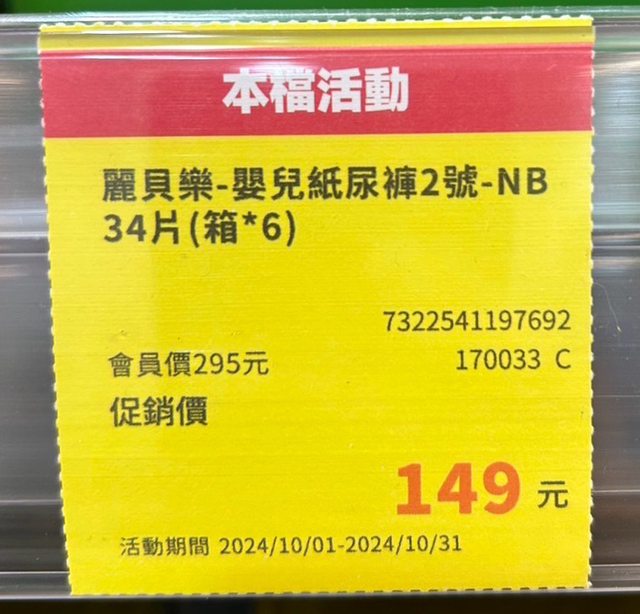 本檔活動
麗貝樂-嬰兒紙尿褲2號-NB
34片(箱*6)
7322541197692
會員價295元
170033 C
促銷價
149 元
活動期間 2024/10/01-2024/10/31